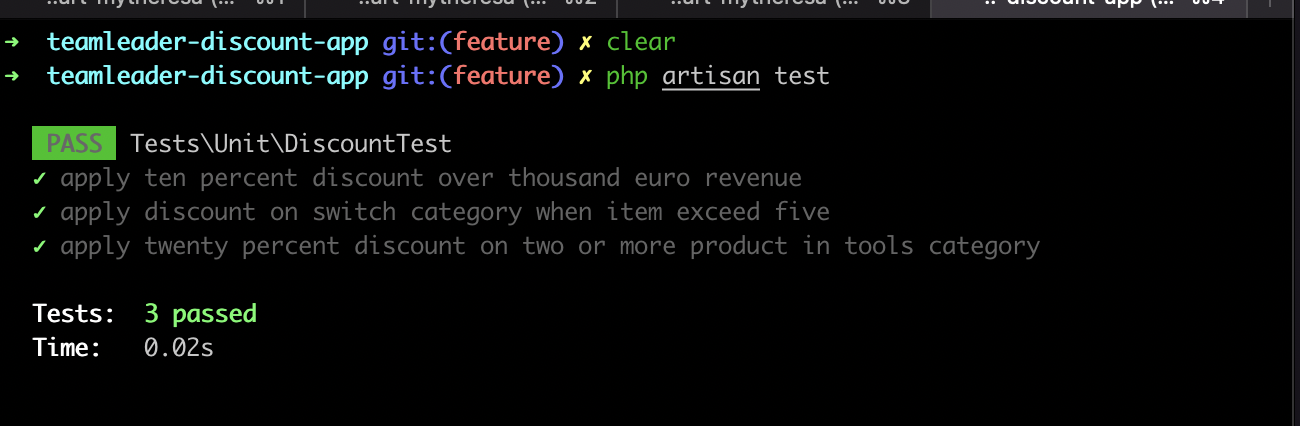 ..art-mytheresa (... ⌘1 ..art-mytheresa (... ⌘2 ..art-mytheresa (... ⌘3 ..-discount-app (... ⌘4
➜ teamleader-discount-app git:(feature) ✗ clear
➜ teamleader-discount-app git:(feature) ✗ php artisan test
PASS Tests\Unit\DiscountTest
✓ apply ten percent discount over thousand euro revenue
✓ apply discount on switch category when item exceed five
✓ apply twenty percent discount on two or more product in tools category
Tests: 3 passed
Time: 0.02s